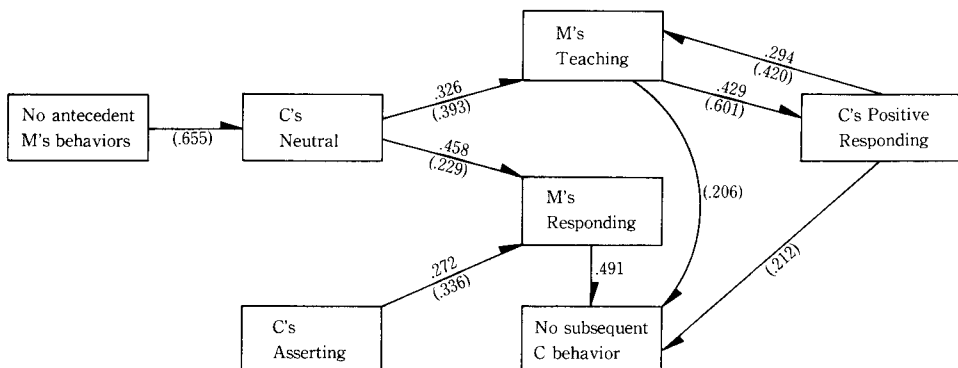 M's
Teaching
.294
(.420)
.326
(.393)
.429
(.601)
No antecedent
M's behaviors
(.655)
C's
Neutral
C's Positive
Responding
.458
(.229)
M's
Responding
(.206)
.272
(.336)
.491
(.212)
C's
Asserting
No subsequent
C behavior